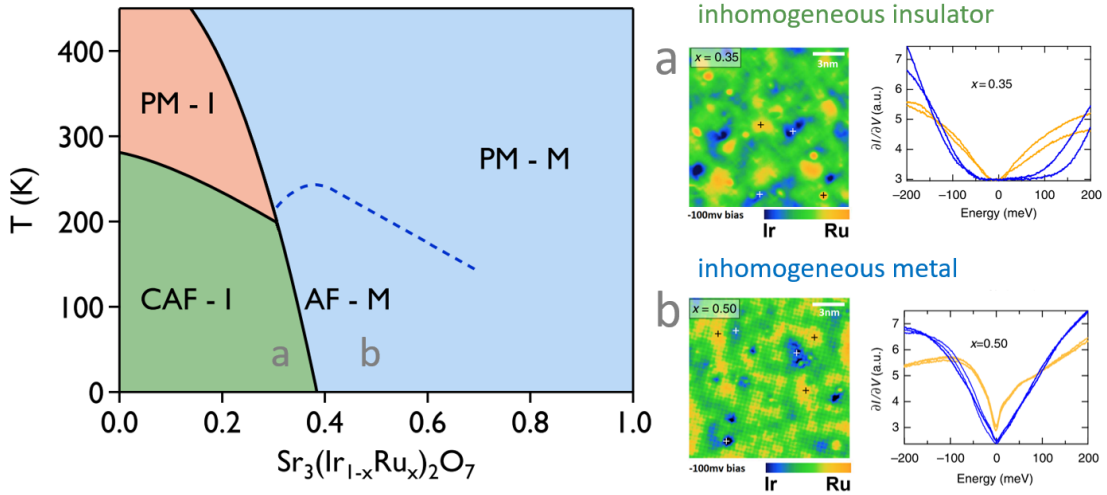 T (K)
400
300
200
100
0
PM - I
PM - M
CAF - I
AF - M
a
b
0.0
0.2
0.4
0.6
0.8
1.0
Sr3(Ir1-xRux)2O7
inhomogeneous insulator
a
x = 0.35
3nm
-100mv bias
Ir
Ru
∂I/∂V (a.u.)
7
6
5
4
3
x = 0.35
-200
-100
0
100
200
Energy (meV)
inhomogeneous metal
b
x = 0.50
3nm
-100mv bias
Ir
Ru
∂I/∂V (a.u.)
7
6
5
4
3
x=0.50
-200
-100
0
100
200
Energy (meV)